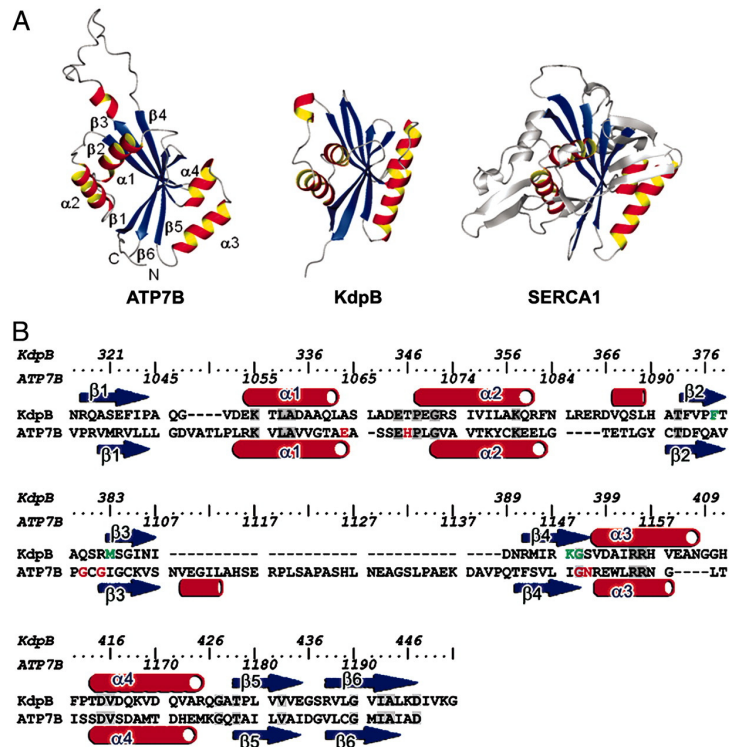 A
β3
β4
β2
α1
α4
α2
β1
β5
α3
C
β6
N
ATP7B
KdpB
SERCA1
B
KdpB 321 336 346 356 366 376
ATP7B 1045 1055 1065 1074 1084 1090
β1 α1 α2 β2
KdpB NRQASEFIPA QG----VDEK TLADAAQLAS LADETPEGRS IVILAKQRFN LRERDVQSLH ATFVPFT
ATP7B VPRVMRVLLL GDVATLPLRK VLAVVGTAEA -SSEHPLGVA VTKYCKEELG ----TETLGY CTDFQAV
β1 α1 α2 β2
KdpB 383 389 399 409
ATP7B 1107 1117 1127 1137 1147 1157
β3 β4 α3
KdpB AQSRMSGINI ---------- ---------- ---------- ------DNRMIR KGSVDAIRRH VEANGGH
ATP7B PGCGIGCKVS NVEGILAHSE RPLSAPASHL NEAGSLPAEK DAVPQTFSVL IGNREWLRRN G----LT
β3 β4 α3
KdpB 416 426 436 446
ATP7B 1170 1180 1190
α4 β5 β6
KdpB FPTDVDQKVD QVARQGATPL VVVEGSRVLG VIALKDIVKG
ATP7B ISSDVSDAMT DHEMKGQTAI LVAIDGVLCG MIAIAD
α4 β5 β6